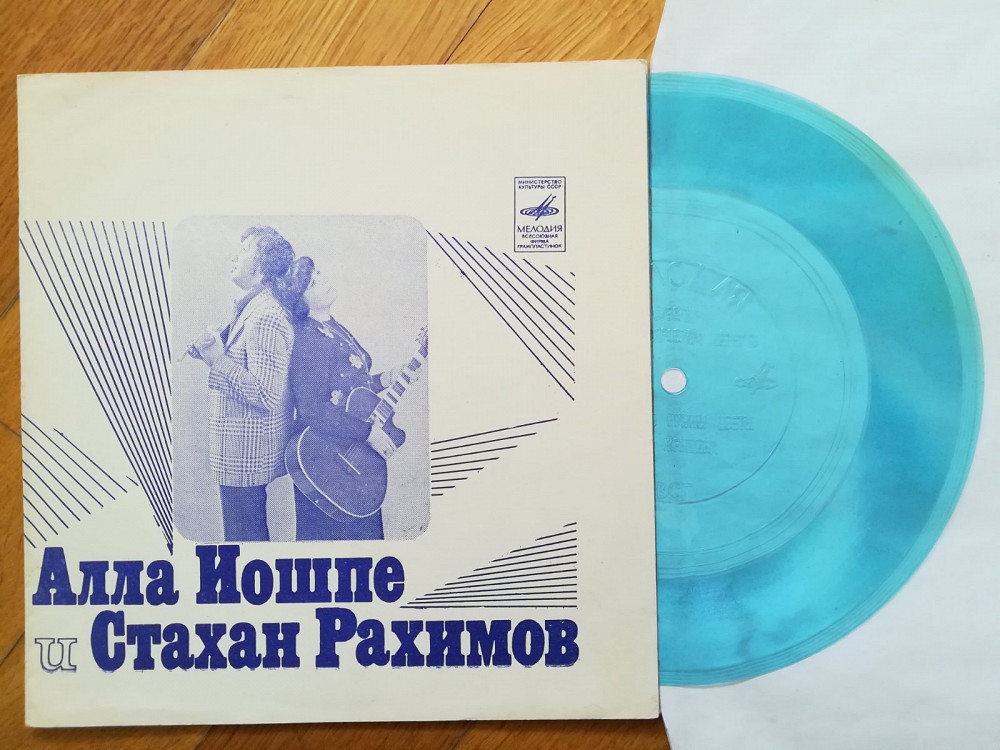 МИНИСТЕРСТВО
КУЛЬТУРЫ СССР
МЕЛОДИЯ
ВСЕСОЮЗНАЯ
ФИРМА
ГРАМПЛАСТИНОК
Алла Иошпе
и Стахан Рахимов